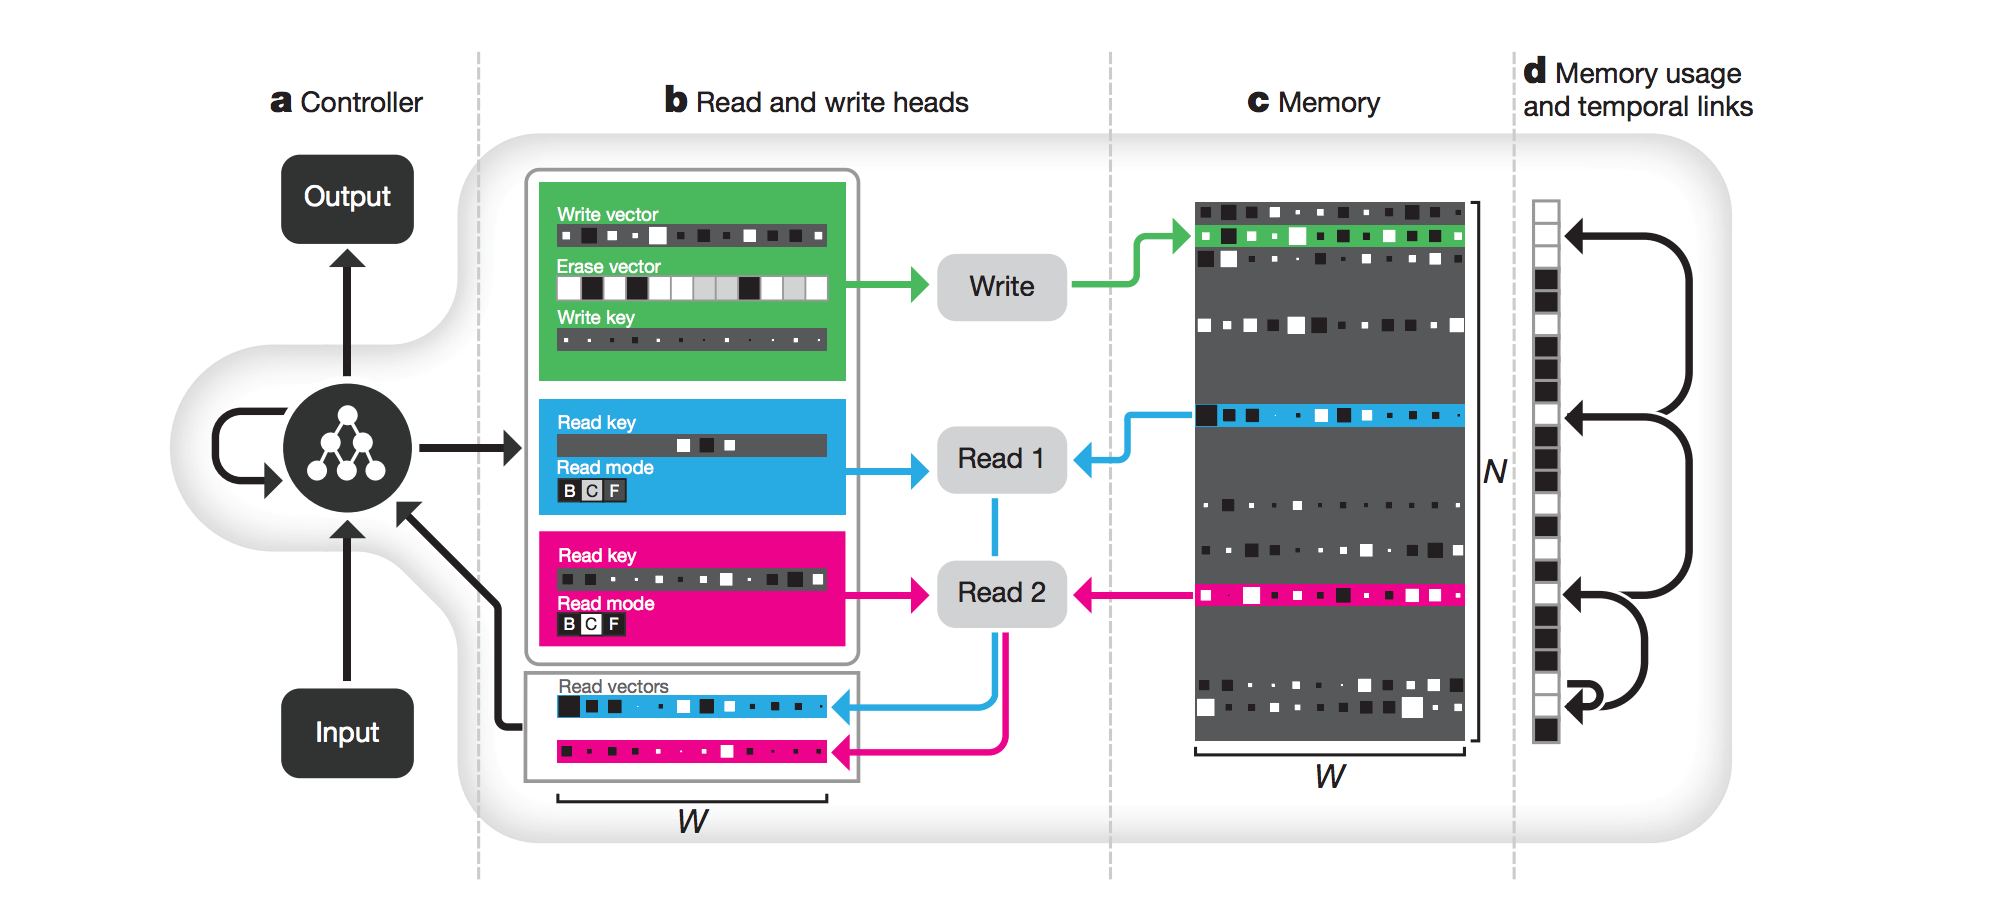 a Controller
b Read and write heads
c Memory
d Memory usage
and temporal links
Output
Input
Write vector
Erase vector
Write key
Read key
Read mode
B C F
Read key
Read mode
B C F
Read vectors
W
Write
Read 1
Read 2
N
W